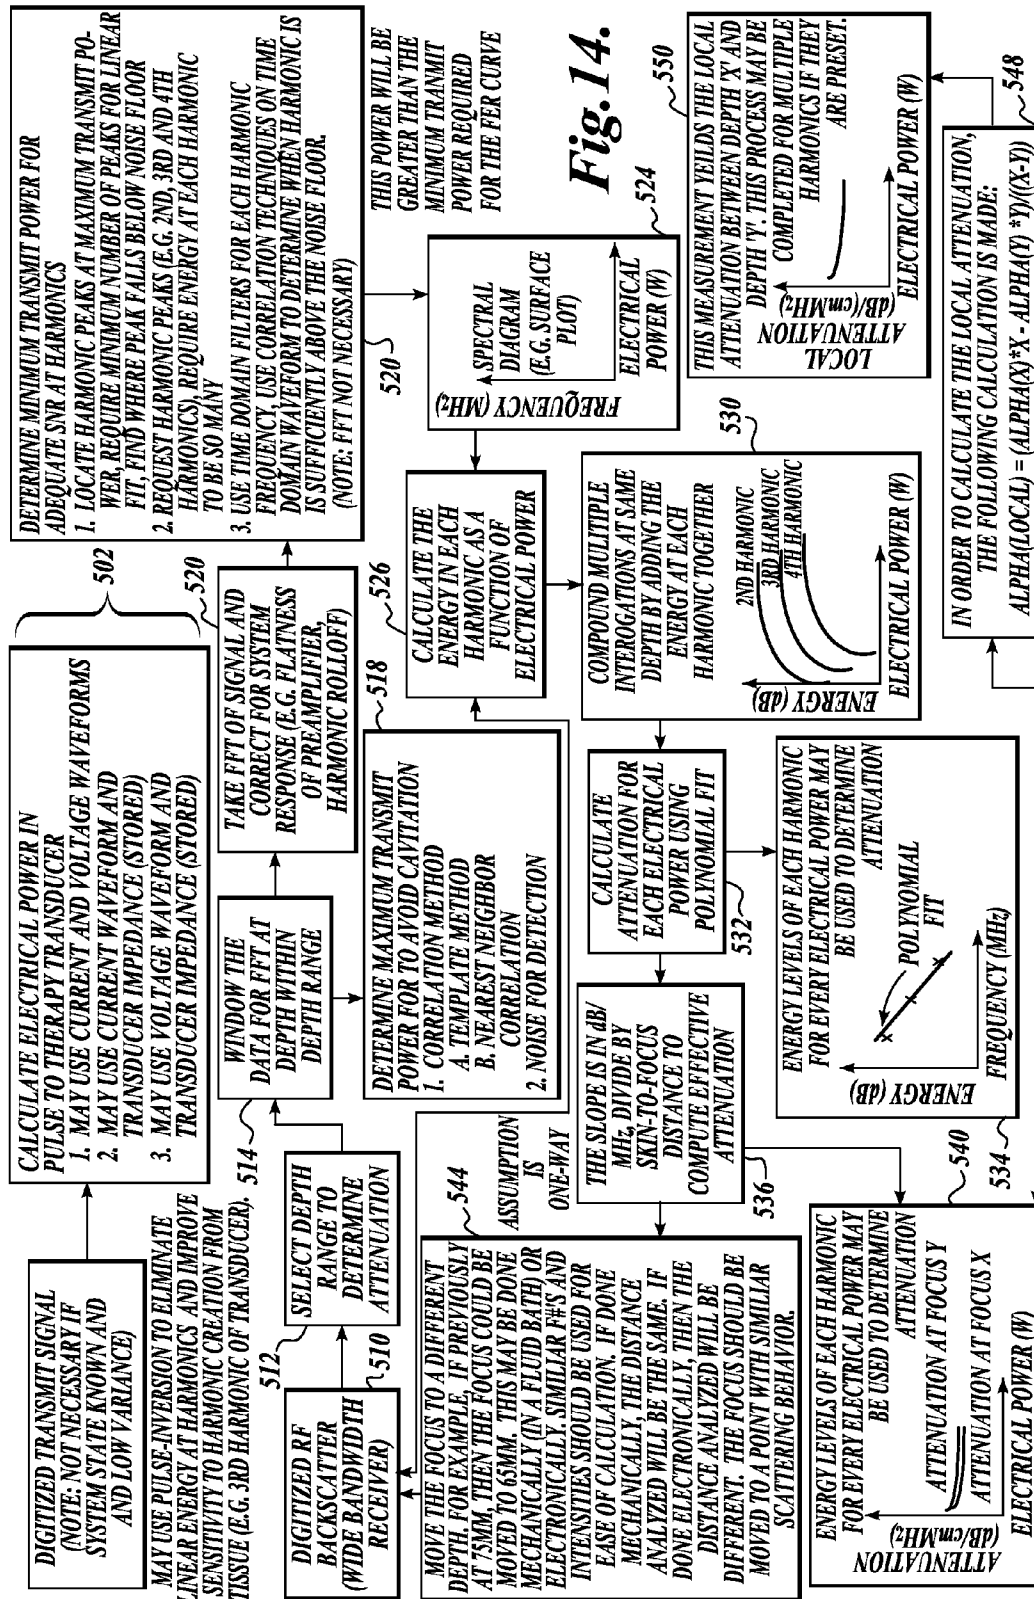 DIGITIZED TRANSMIT SIGNAL
(NOTE: NOT NECESSARY IF
SYSTEM STATE KNOWN AND
AND LOW VARIANCE)
CALCULATE ELECTRICAL POWER IN
PULSE TO THERAPY TRANSDUCER
1. MAY USE CURRENT AND VOLTAGE WAVEFORMS
2. MAY USE CURRENT WAVEFORM AND
TRANSDUCER IMPEDANCE (STORED)
3. MAY USE VOLTAGE WAVEFORM AND
TRANSDUCER IMPEDANCE (STORED)
502
MAY USE PULSE-INVERSION TO ELIMINATE
LINEAR ENERGY AT HARMONICS AND IMPROVE
SENSITIVITY TO HARMONIC CREATION FROM
TISSUE (E.G. 3RD HARMONIC OF TRANSDUCER).
DIGITIZED RF
BACKSCATTER
(WIDE BANDWIDTH
RECEIVER)
510
512
SELECT DEPTH
RANGE TO
DETERMINE
ATTENUATION
514
WINDOW THE
DATA FOR FFT AT
DEPTH WITHIN
DEPTH RANGE
TAKE FFT OF SIGNAL AND
CORRECT FOR SYSTEM
RESPONSE (E.G. FLATNESS
OF PREAMPLIFIER,
HARMONIC ROLLOFF)
520
DETERMINE MINIMUM TRANSMIT POWER FOR
ADEQUATE SNR AT HARMONICS
1. LOCATE HARMONIC PEAKS AT MAXIMUM TRANSMIT PO-
WER, REQUIRE MINIMUM NUMBER OF PEAKS FOR LINEAR
FIT, FIND WHERE PEAK FALLS BELOW NOISE FLOOR
2. REQUEST HARMONIC PEAKS (E.G. 2ND, 3RD AND 4TH
HARMONICS), REQUIRE ENERGY AT EACH HARMONIC
TO BE SO MANY
3. USE TIME DOMAIN FILTERS FOR EACH HARMONIC
FREQUENCY, USE CORRELATION TECHNIQUES ON TIME
DOMAIN WAVEFORM TO DETERMINE WHEN HARMONIC IS
IS SUFFICIENTLY ABOVE THE NOISE FLOOR.
(NOTE: FFT NOT NECESSARY)
520
THIS POWER WILL BE
GREATER THAN THE
MINIMUM TRANMIT
POWER REQUIRED
FOR THE FER CURVE
DETERMINE MAXIMUM TRANSMIT
POWER FOR TO AVOID CAVITATION
1. CORRELATION METHOD
A. TEMPLATE METHOD
B. NEAREST NEIGHBOR
CORRELATION
2. NOISE FOR DETECTION
518
CALCULATE THE
ENERGY IN EACH
HARMONIC AS A
FUNCTION OF
ELECTRICAL POWER
526
FREQUENCY (MHz)
SPECTRAL
DIAGRAM
(E.G. SURFACE
PLOT)
ELECTRICAL
POWER (W)
524
Fig.14.
MOVE THE FOCUS TO A DIFFERENT
DEPTH. FOR EXAMPLE, IF PREVIOUSLY
AT 75MM, THEN THE FOCUS COULD BE
MOVED TO 65MM. THIS MAY BE DONE
MECHANICALLY (IN A FLUID BATH) OR
ELECTRONICALLY. SIMILAR F#'S AND
INTENSITIES SHOULD BE USED FOR
EASE OF CALCULATION. IF DONE
MECHANICALLY, THE DISTANCE
ANALYZED WILL BE THE SAME. IF
DONE ELECTRONICALLY, THEN THE
DISTANCE ANALYZED WILL BE
DIFFERENT. THE FOCUS SHOULD BE
MOVED TO A POINT WITH SIMILAR
SCATTERING BEHAVIOR.
544
ASSUMPTION
IS
ONE-WAY
THE SLOPE IS IN dB/
MHz, DIVIDE BY
SKIN-TO-FOCUS
DISTANCE TO
COMPUTE EFFECTIVE
ATTENUATION
536
CALCULATE
ATTENUATION FOR
EACH ELECTRICAL
POWER USING
POLYNOMIAL FIT
532
COMPOUND MULTIPLE
INTEROGATIONS AT SAME
DEPTH BY ADDING THE
ENERGY AT EACH
HARMONIC TOGETHER
2ND HARMONIC
3RD HARMONIC
4TH HARMONIC
ENERGY (dB)
ELECTRICAL POWER (W)
530
THIS MEASUREMENT YEILDS THE LOCAL
ATTENUATION BETWEEN DEPTH 'X' AND
DEPTH 'Y'. THIS PROCESS MAY BE
COMPLETED FOR MULTIPLE
HARMONICS IF THEY
ARE PRESET.
LOCAL
ATTENUATION
(dB/(cmMHz)
ELECTRICAL POWER (W)
550
ENERGY LEVELS OF EACH HARMONIC
FOR EVERY ELECTRICAL POWER MAY
BE USED TO DETERMINE
ATTENUATION
ATTENUATION AT FOCUS Y
ATTENUATION AT FOCUS X
ATTENUATION
(dB/cmMHz)
ELECTRICAL POWER (W)
540
ENERGY LEVELS OF EACH HARMONIC
FOR EVERY ELECTRICAL POWER MAY
BE USED TO DETERMINE
ATTENUATION
POLYNOMIAL
FIT
ENERGY (dB)
FREQUENCY (MHz)
534
IN ORDER TO CALCULATE THE LOCAL ATTENUATION,
THE FOLLOWING CALCULATION IS MADE:
ALPHA(LOCAL) = (ALPHA(X)*X - ALPHA(Y) *Y)/((X-Y))
548